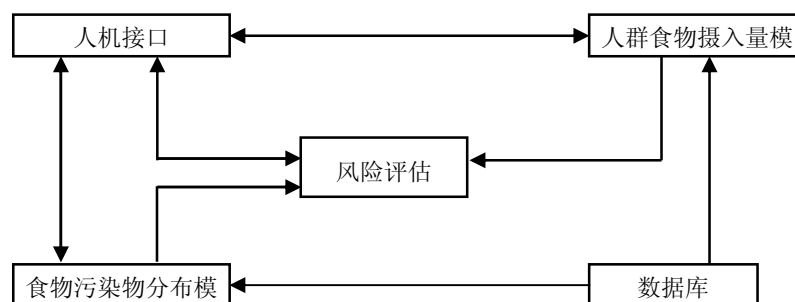 人机接口
人群食物摄入量模
风险评估
食物污染物分布模
数据库